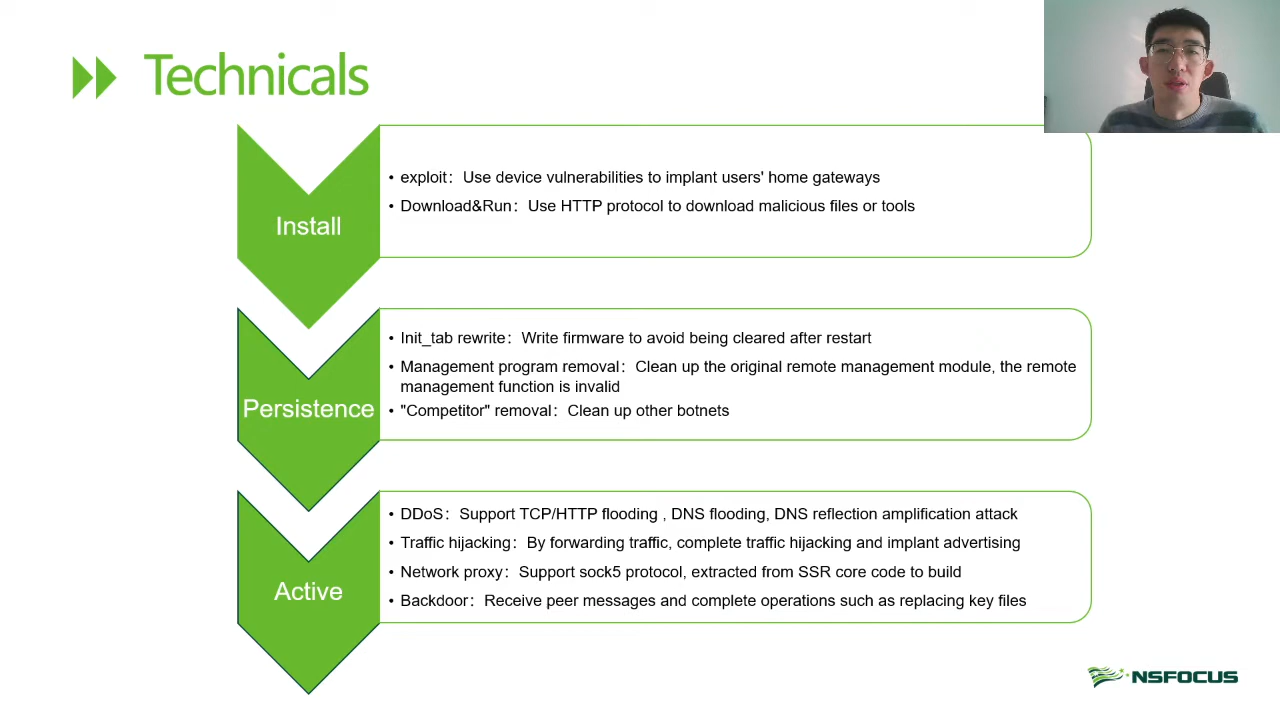 Technicals
Install
• exploit：Use device vulnerabilities to implant users' home gateways
• Download&Run：Use HTTP protocol to download malicious files or tools
Persistence
• Init_tab rewrite：Write firmware to avoid being cleared after restart
• Management program removal：Clean up the original remote management module, the remote
management function is invalid
• "Competitor" removal：Clean up other botnets
Active
• DDoS：Support TCP/HTTP flooding , DNS flooding, DNS reflection amplification attack
• Traffic hijacking：By forwarding traffic, complete traffic hijacking and implant advertising
• Network proxy：Support sock5 protocol, extracted from SSR core code to build
• Backdoor：Receive peer messages and complete operations such as replacing key files
NSFOCUS